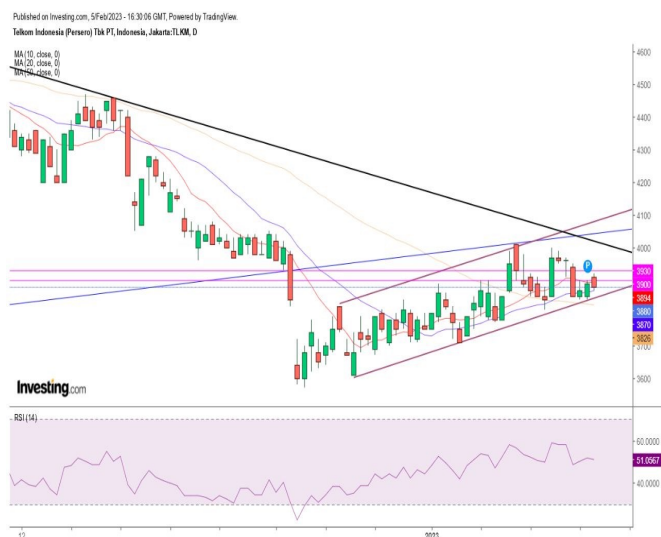 Published on Investing.com, 5/Feb/2023 - 16:30:06 GMT, Powered by TradingView.
Telkom Indonesia (Persero) Tbk PT, Indonesia, Jakarta:TLKM, D
MA (10, close, 0)
MA (20, close, 0)
MA (50, close, 0)
4600
4400
4300
4200
4100
4000
3930
3900
3894
3880
3870
3826
3700
3600
P
Investing.com
RSI (14)
60.0000
51.0567
40.0000
12
2023